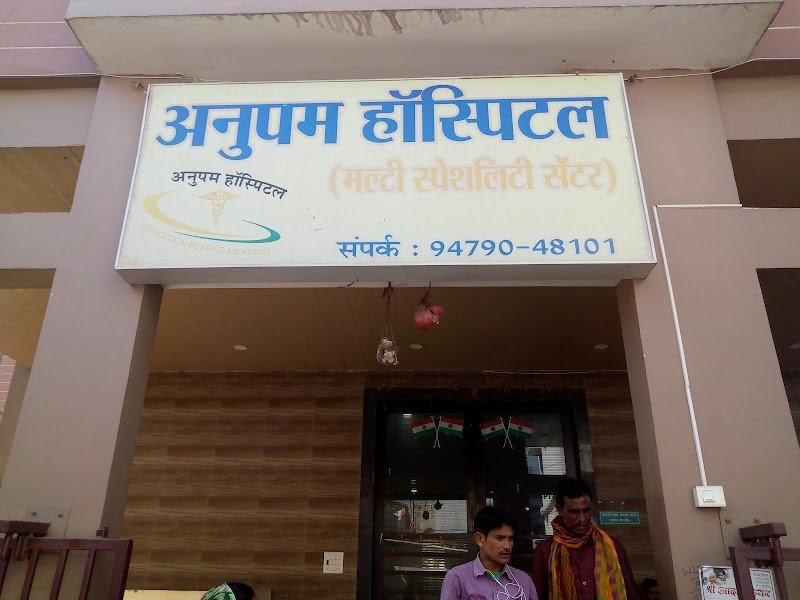 अनुपम हॉस्पिटल
(मल्टी स्पेशलिटी सेंटर)
अनुपम हॉस्पिटल
DEDICATION BEYOND MEASURE
संपर्क : 94790-48101